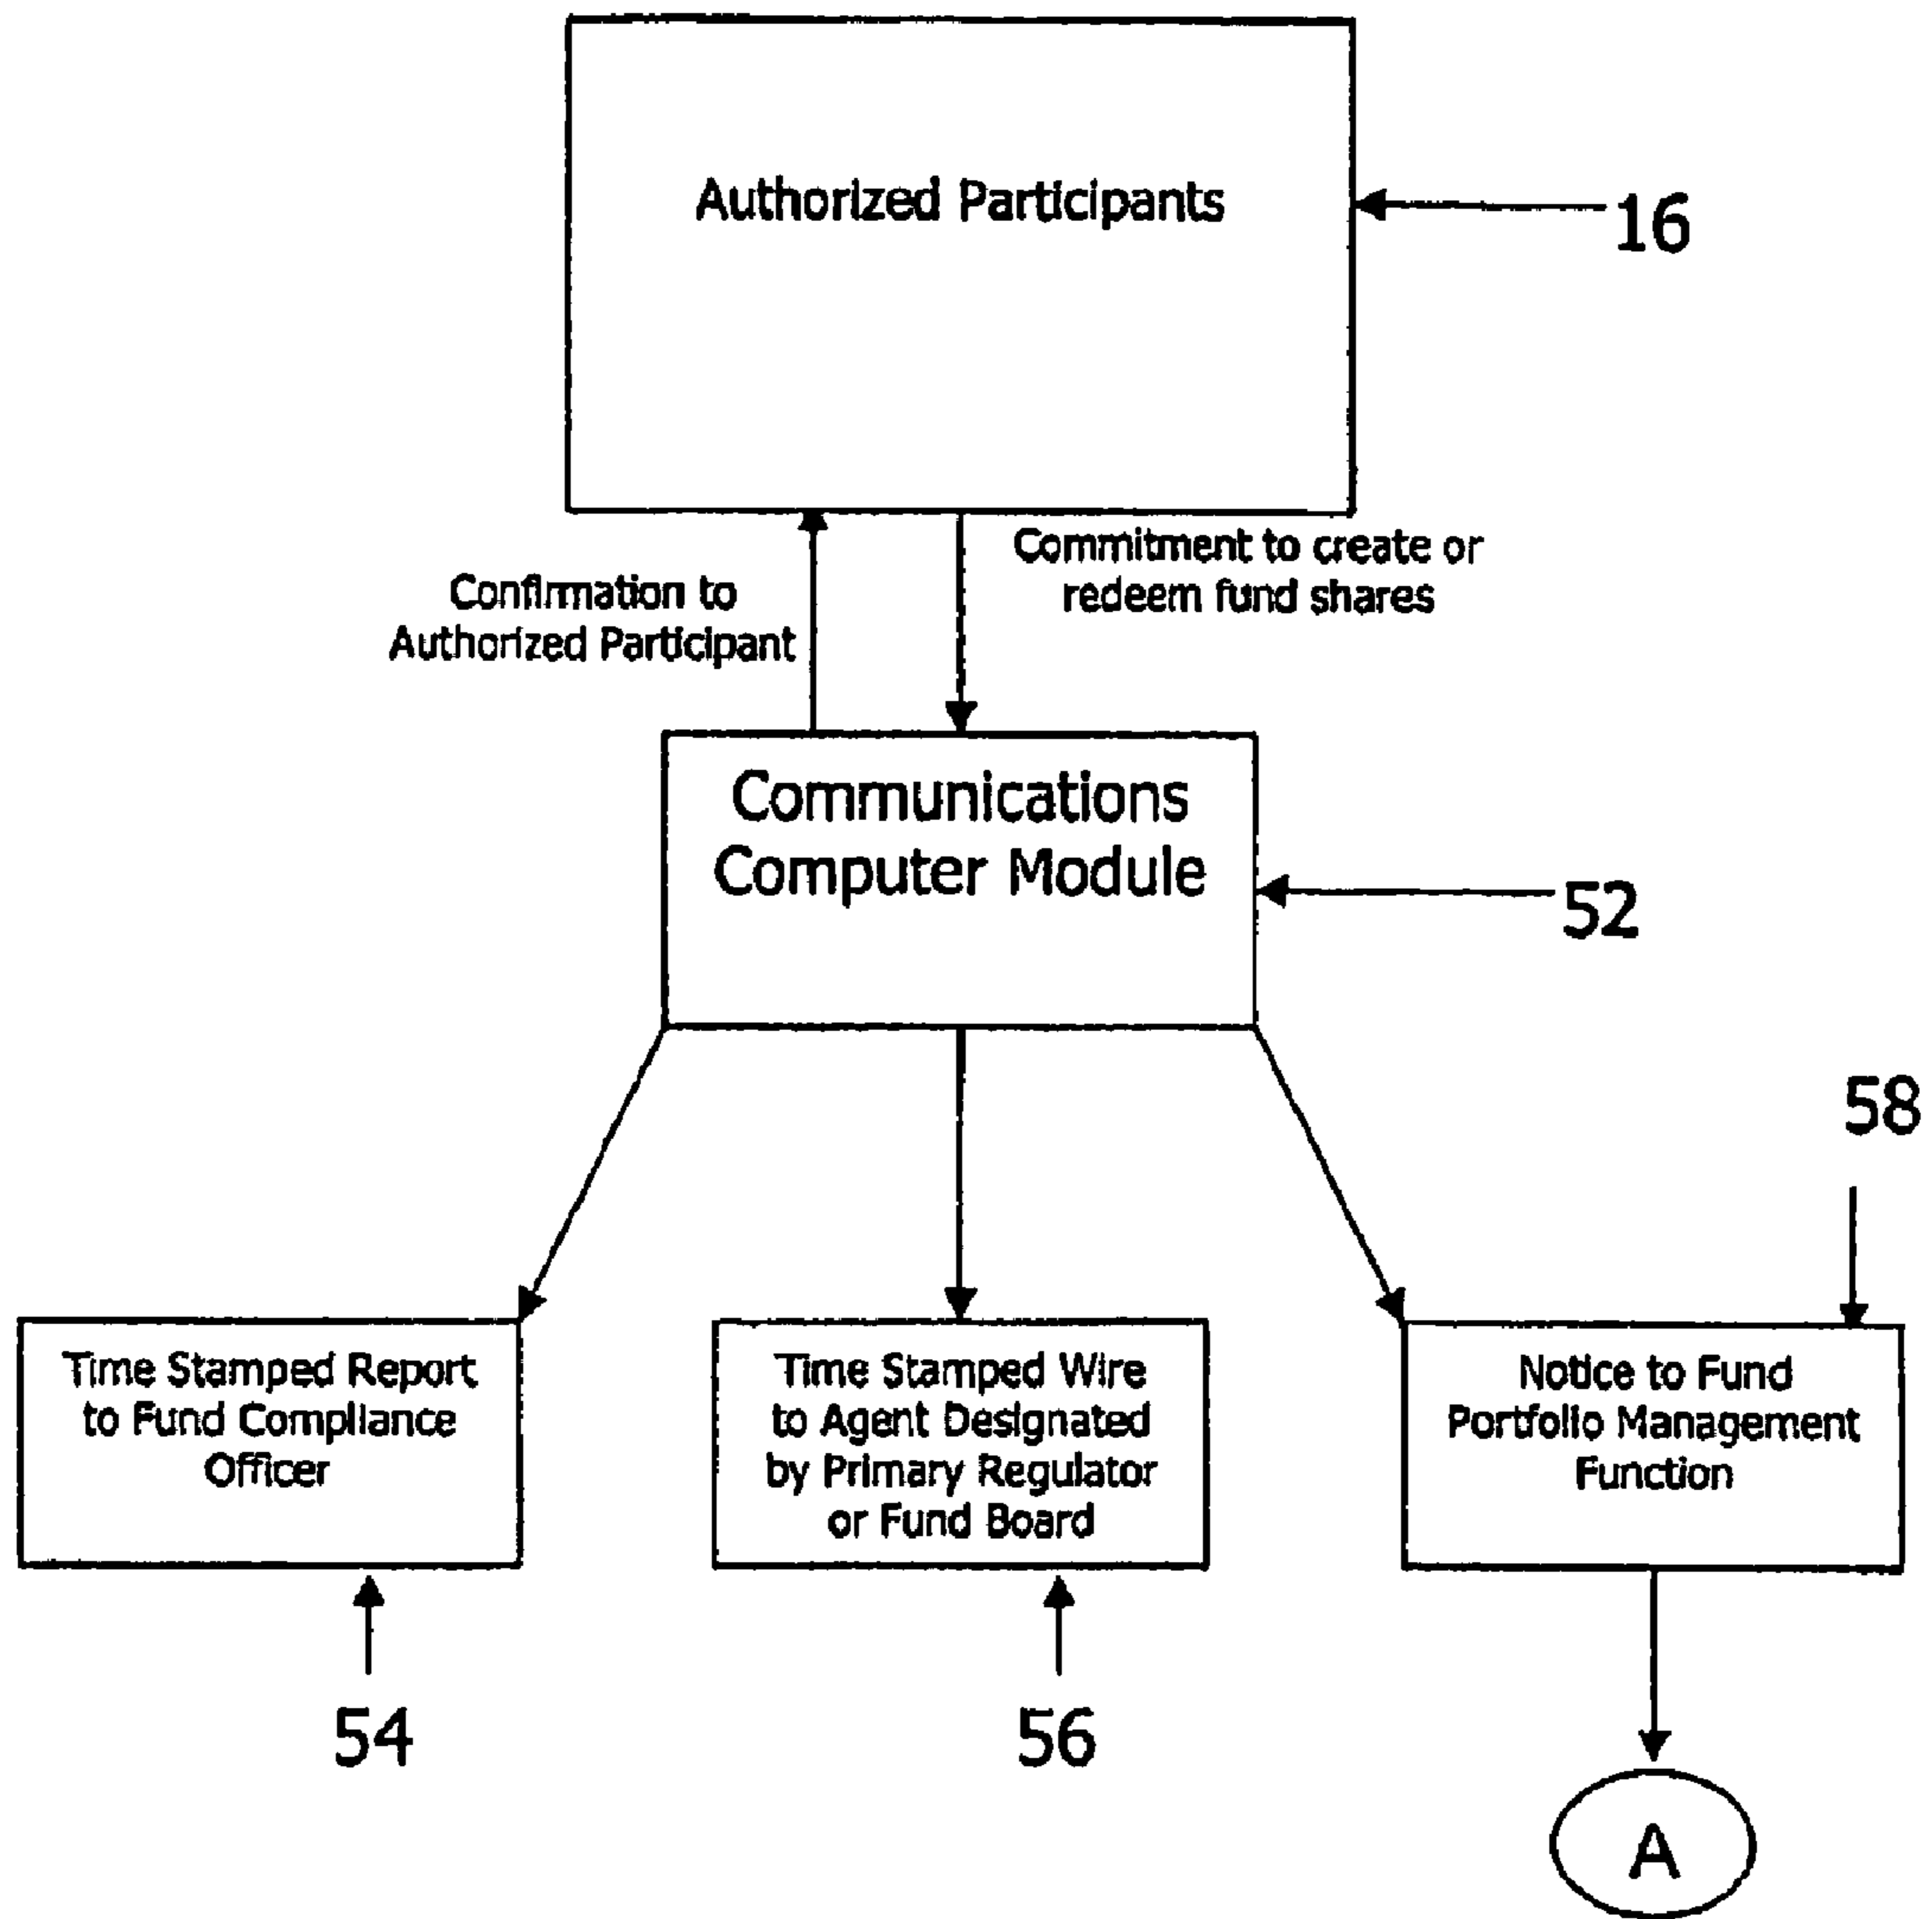 Authorized Participants
16
Confirmation to
Authorized Participant
Commitment to create or
redeem fund shares
Communications
Computer Module
52
58
Time Stamped Report
to Fund Compliance
Officer
Time Stamped Wire
to Agent Designated
by Primary Regulator
or Fund Board
Notice to Fund
Portfolio Management
Function
54
56
A